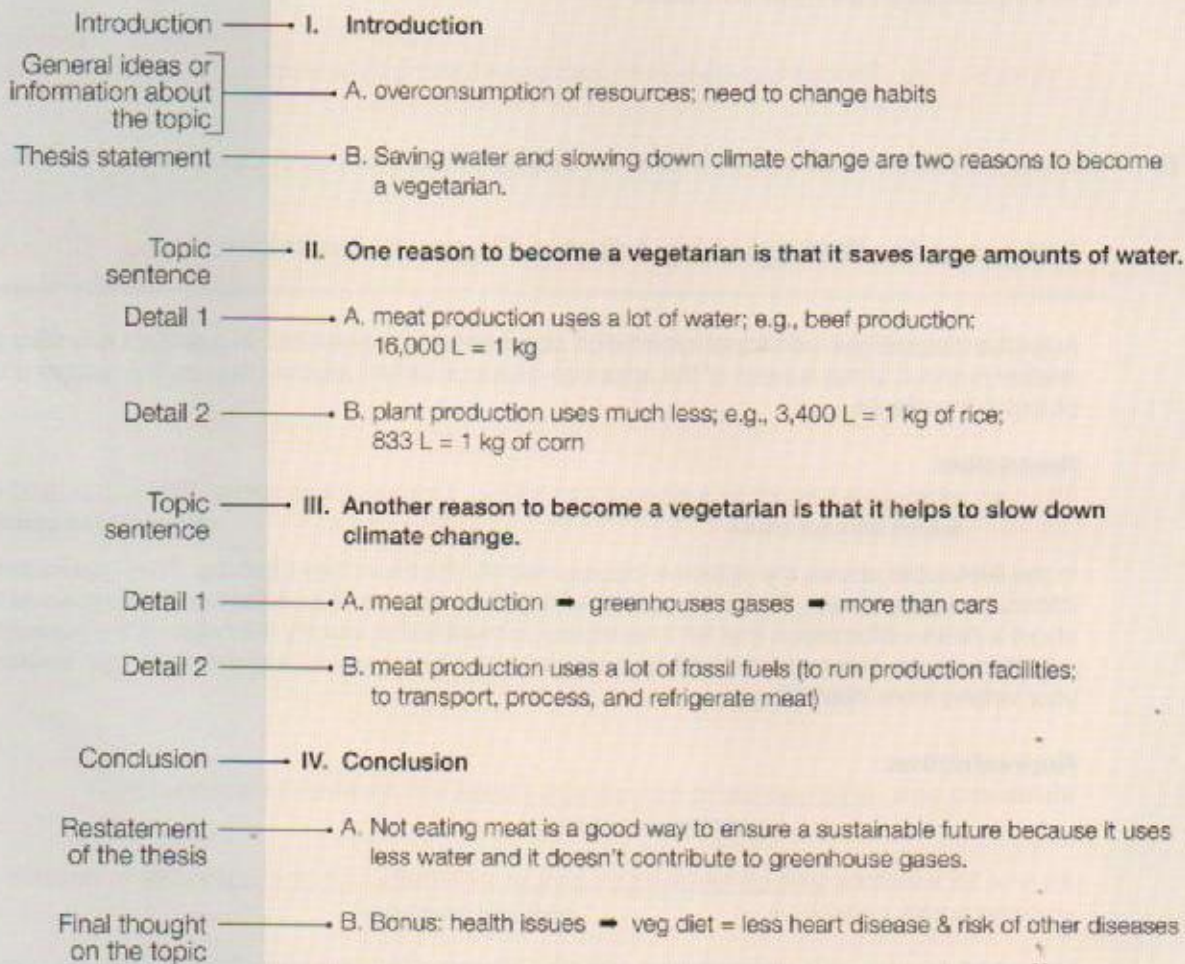 Introduction I. Introduction
General ideas or
information about
the topic
A. overconsumption of resources; need to change habits
Thesis statement B. Saving water and slowing down climate change are two reasons to become
a vegetarian.
Topic
sentence
II. One reason to become a vegetarian is that it saves large amounts of water.
Detail 1 A. meat production uses a lot of water; e.g., beef production:
16,000 L = 1 kg
Detail 2 B. plant production uses much less; e.g., 3,400 L = 1 kg of rice;
833 L = 1 kg of corn
Topic
sentence
III. Another reason to become a vegetarian is that it helps to slow down
climate change.
Detail 1 A. meat production ➡ greenhouses gases ➡ more than cars
Detail 2 B. meat production uses a lot of fossil fuels (to run production facilities;
to transport, process, and refrigerate meat)
Conclusion IV. Conclusion
Restatement
of the thesis
A. Not eating meat is a good way to ensure a sustainable future because it uses
less water and it doesn't contribute to greenhouse gases.
Final thought
on the topic
B. Bonus: health issues ➡ veg diet = less heart disease & risk of other diseases